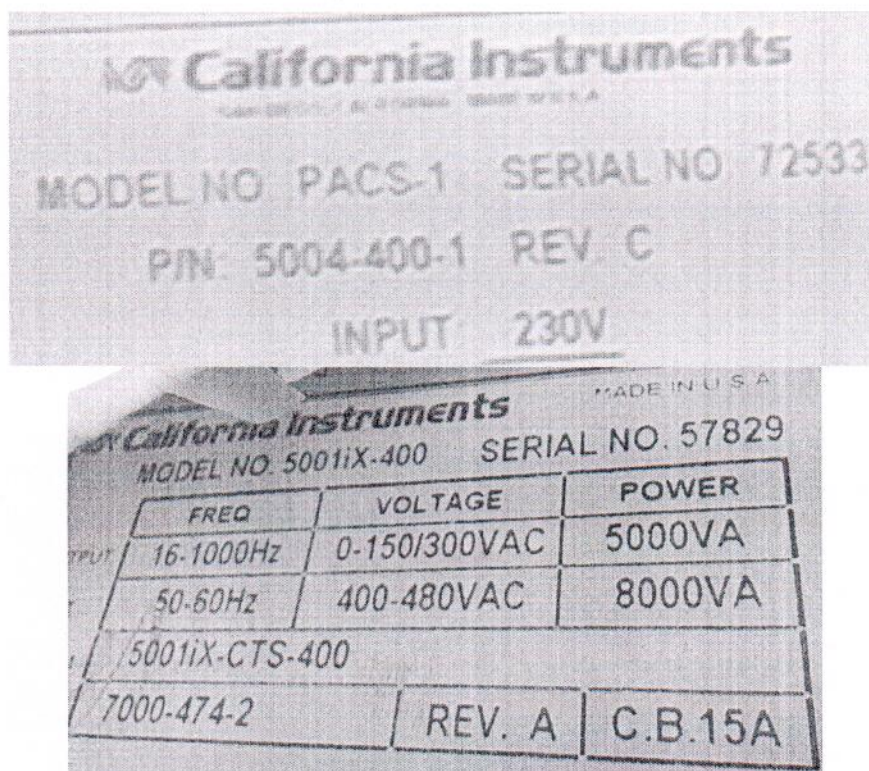 California Instruments
MODEL NO PACS-1 SERIAL NO 72533
P/N: 5004-400-1 REV. C
INPUT: 230V
MADE IN U S A
California Instruments
MODEL NO. 5001iX-400 SERIAL NO. 57829
FREQ VOLTAGE POWER
16-1000Hz 0-150/300VAC 5000VA
50-60Hz 400-480VAC 8000VA
5001iX-CTS-400
7000-474-2 REV. A C.B.15A